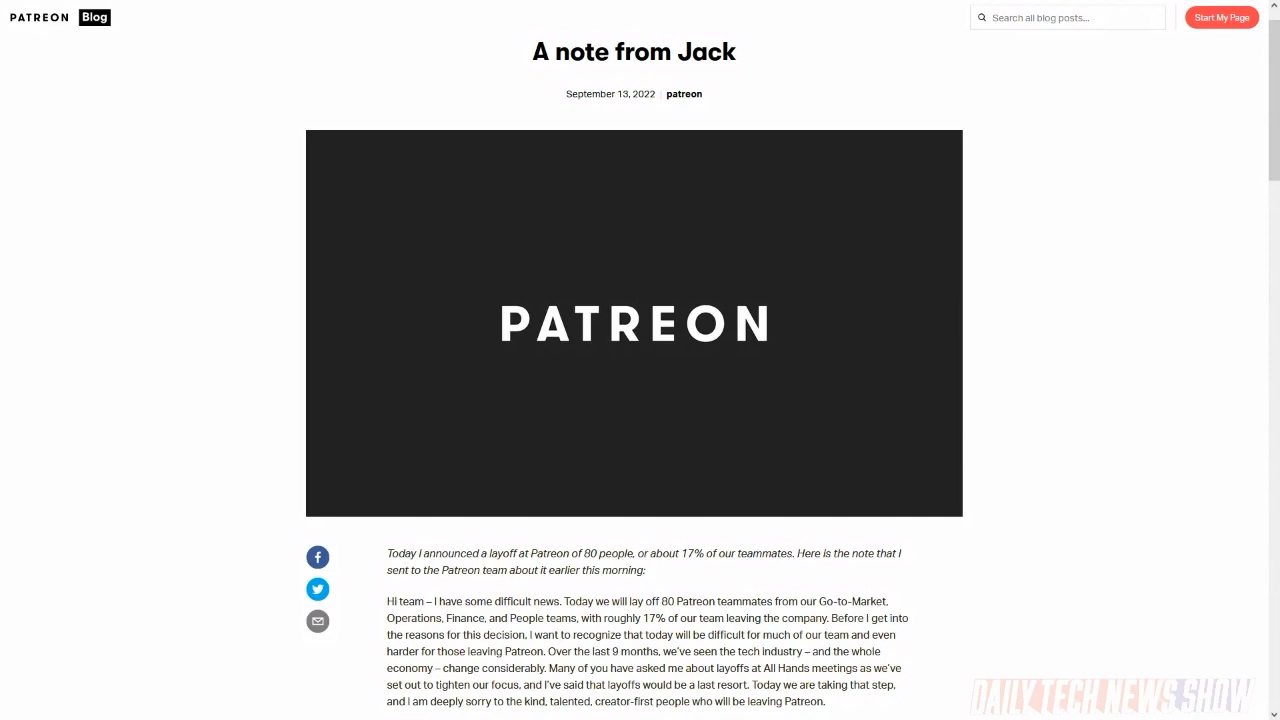 PATREON Blog
Search all blog posts...
Start My Page
A note from Jack
September 13, 2022 | patreon
PATREON
Today I announced a layoff at Patreon of 80 people, or about 17% of our teammates. Here is the note that I
sent to the Patreon team about it earlier this morning:
Hi team – I have some difficult news. Today we will lay off 80 Patreon teammates from our Go-to-Market,
Operations, Finance, and People teams, with roughly 17% of our team leaving the company. Before I get into
the reasons for this decision, I want to recognize that today will be difficult for much of our team and even
harder for those leaving Patreon. Over the last 9 months, we've seen the tech industry – and the whole
economy – change considerably. Many of you have asked me about layoffs at All Hands meetings as we've
set out to tighten our focus, and I've said that layoffs would be a last resort. Today we are taking that step,
and I am deeply sorry to the kind, talented, creator-first people who will be leaving Patreon.
DAILY TECH NEWS SHOW